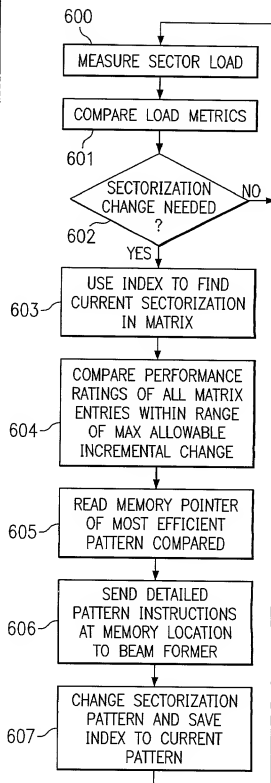 600
MEASURE SECTOR LOAD
COMPARE LOAD METRICS
601
SECTORIZATION
CHANGE NEEDED
?
NO
602
YES
USE INDEX TO FIND
CURRENT SECTORIZATION
IN MATRIX
603
COMPARE PERFORMANCE
RATINGS OF ALL MATRIX
ENTRIES WITHIN RANGE
OF MAX ALLOWABLE
INCREMENTAL CHANGE
604
READ MEMORY POINTER
OF MOST EFFICIENT
PATTERN COMPARED
605
SEND DETAILED
PATTERN INSTRUCTIONS
AT MEMORY LOCATION
TO BEAM FORMER
606
CHANGE SECTORIZATION
PATTERN AND SAVE
INDEX TO CURRENT
PATTERN
607